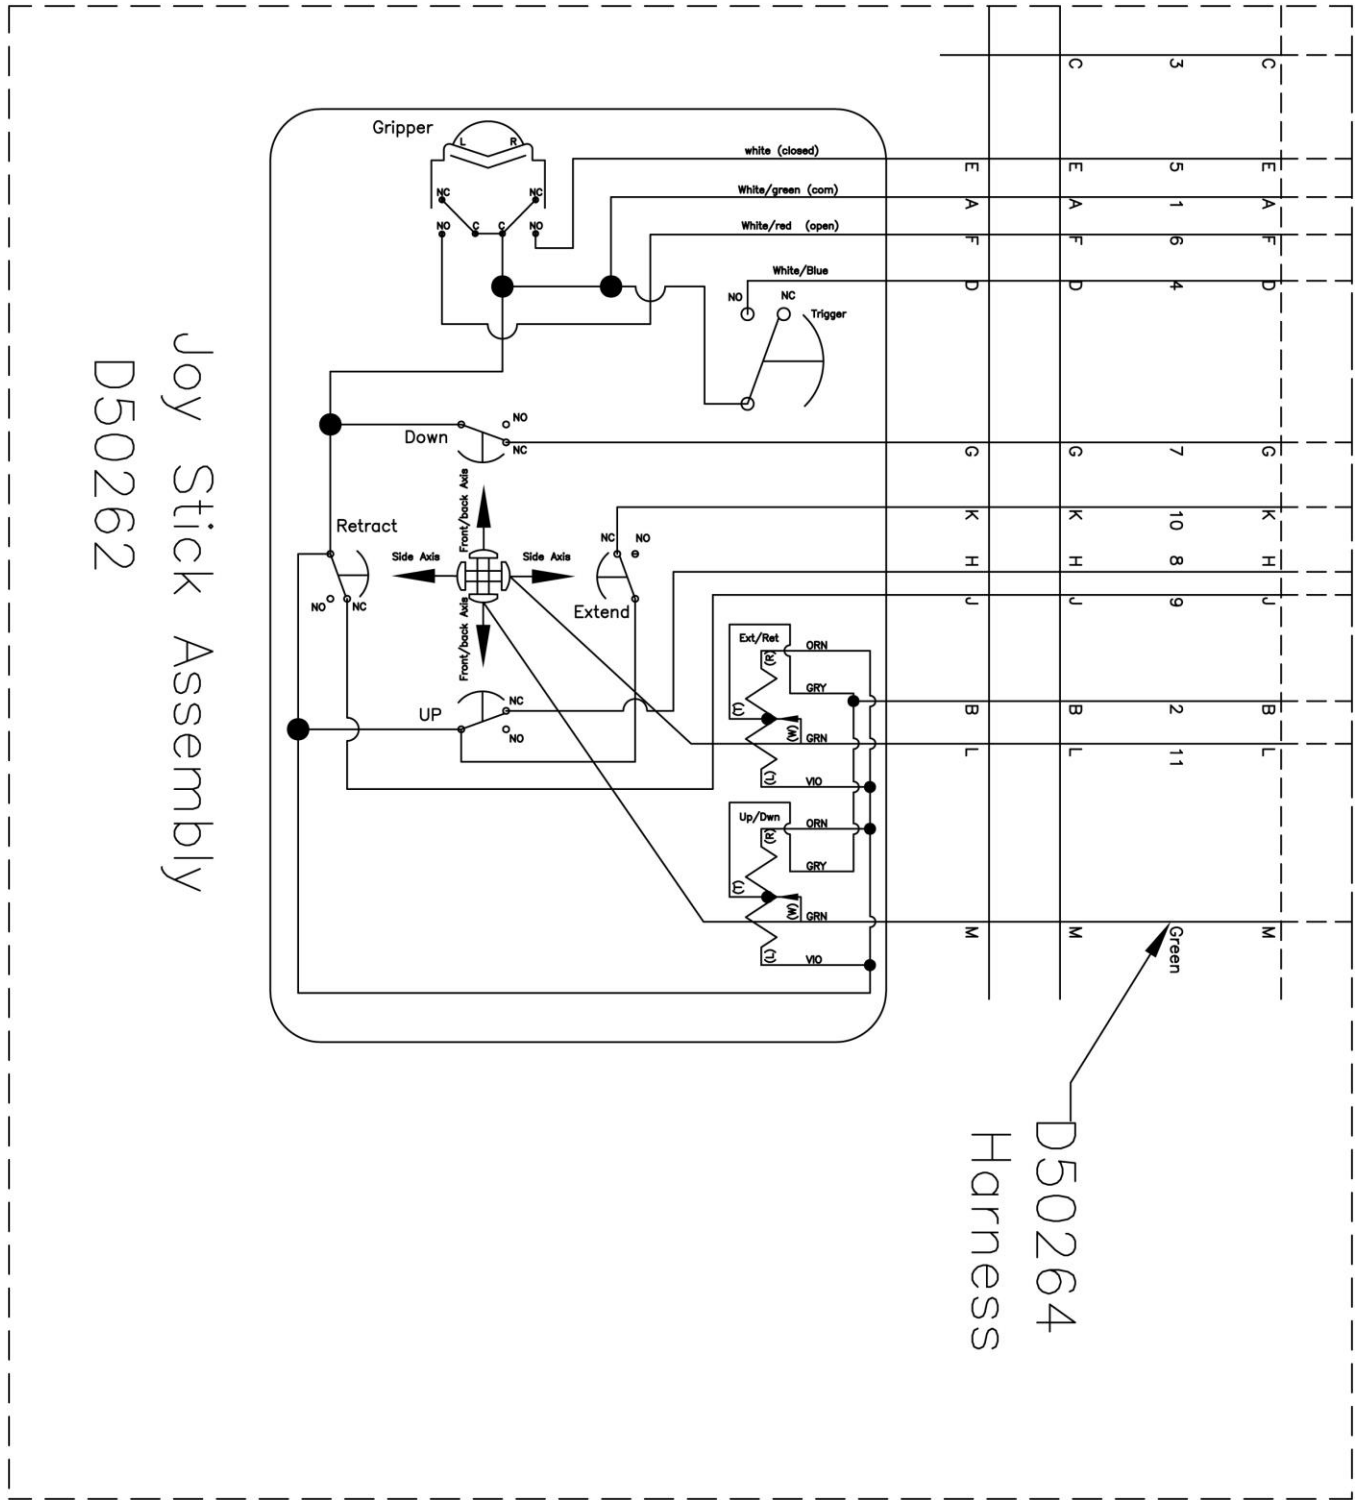 C 3 C
Gripper
L R
white (closed)
E E 5 E
White/green (com)
NC NC
A A 1 A
White/red (open)
NO C C NO
F F 6 F
White/Blue
D D 4 D
NO NC
Trigger
NO
Down
NC
G G 7 G
Front/back Axis
Retract
K K 10 K
NC NO
Side Axis Side Axis
H H 8 H
NO NC
Extend
J J 9 J
Front/back Axis
Ext/Ret
(R) ORN
GRY
NC
UP
(L)
B B 2 B
NO
(W) GRN
L L 11 L
(L) VIO
Up/Dwn
(R) ORN
GRY
(L)
(W) GRN
M M Green M
(L) VIO
Joy Stick Assembly
D50262
D50264
Harness